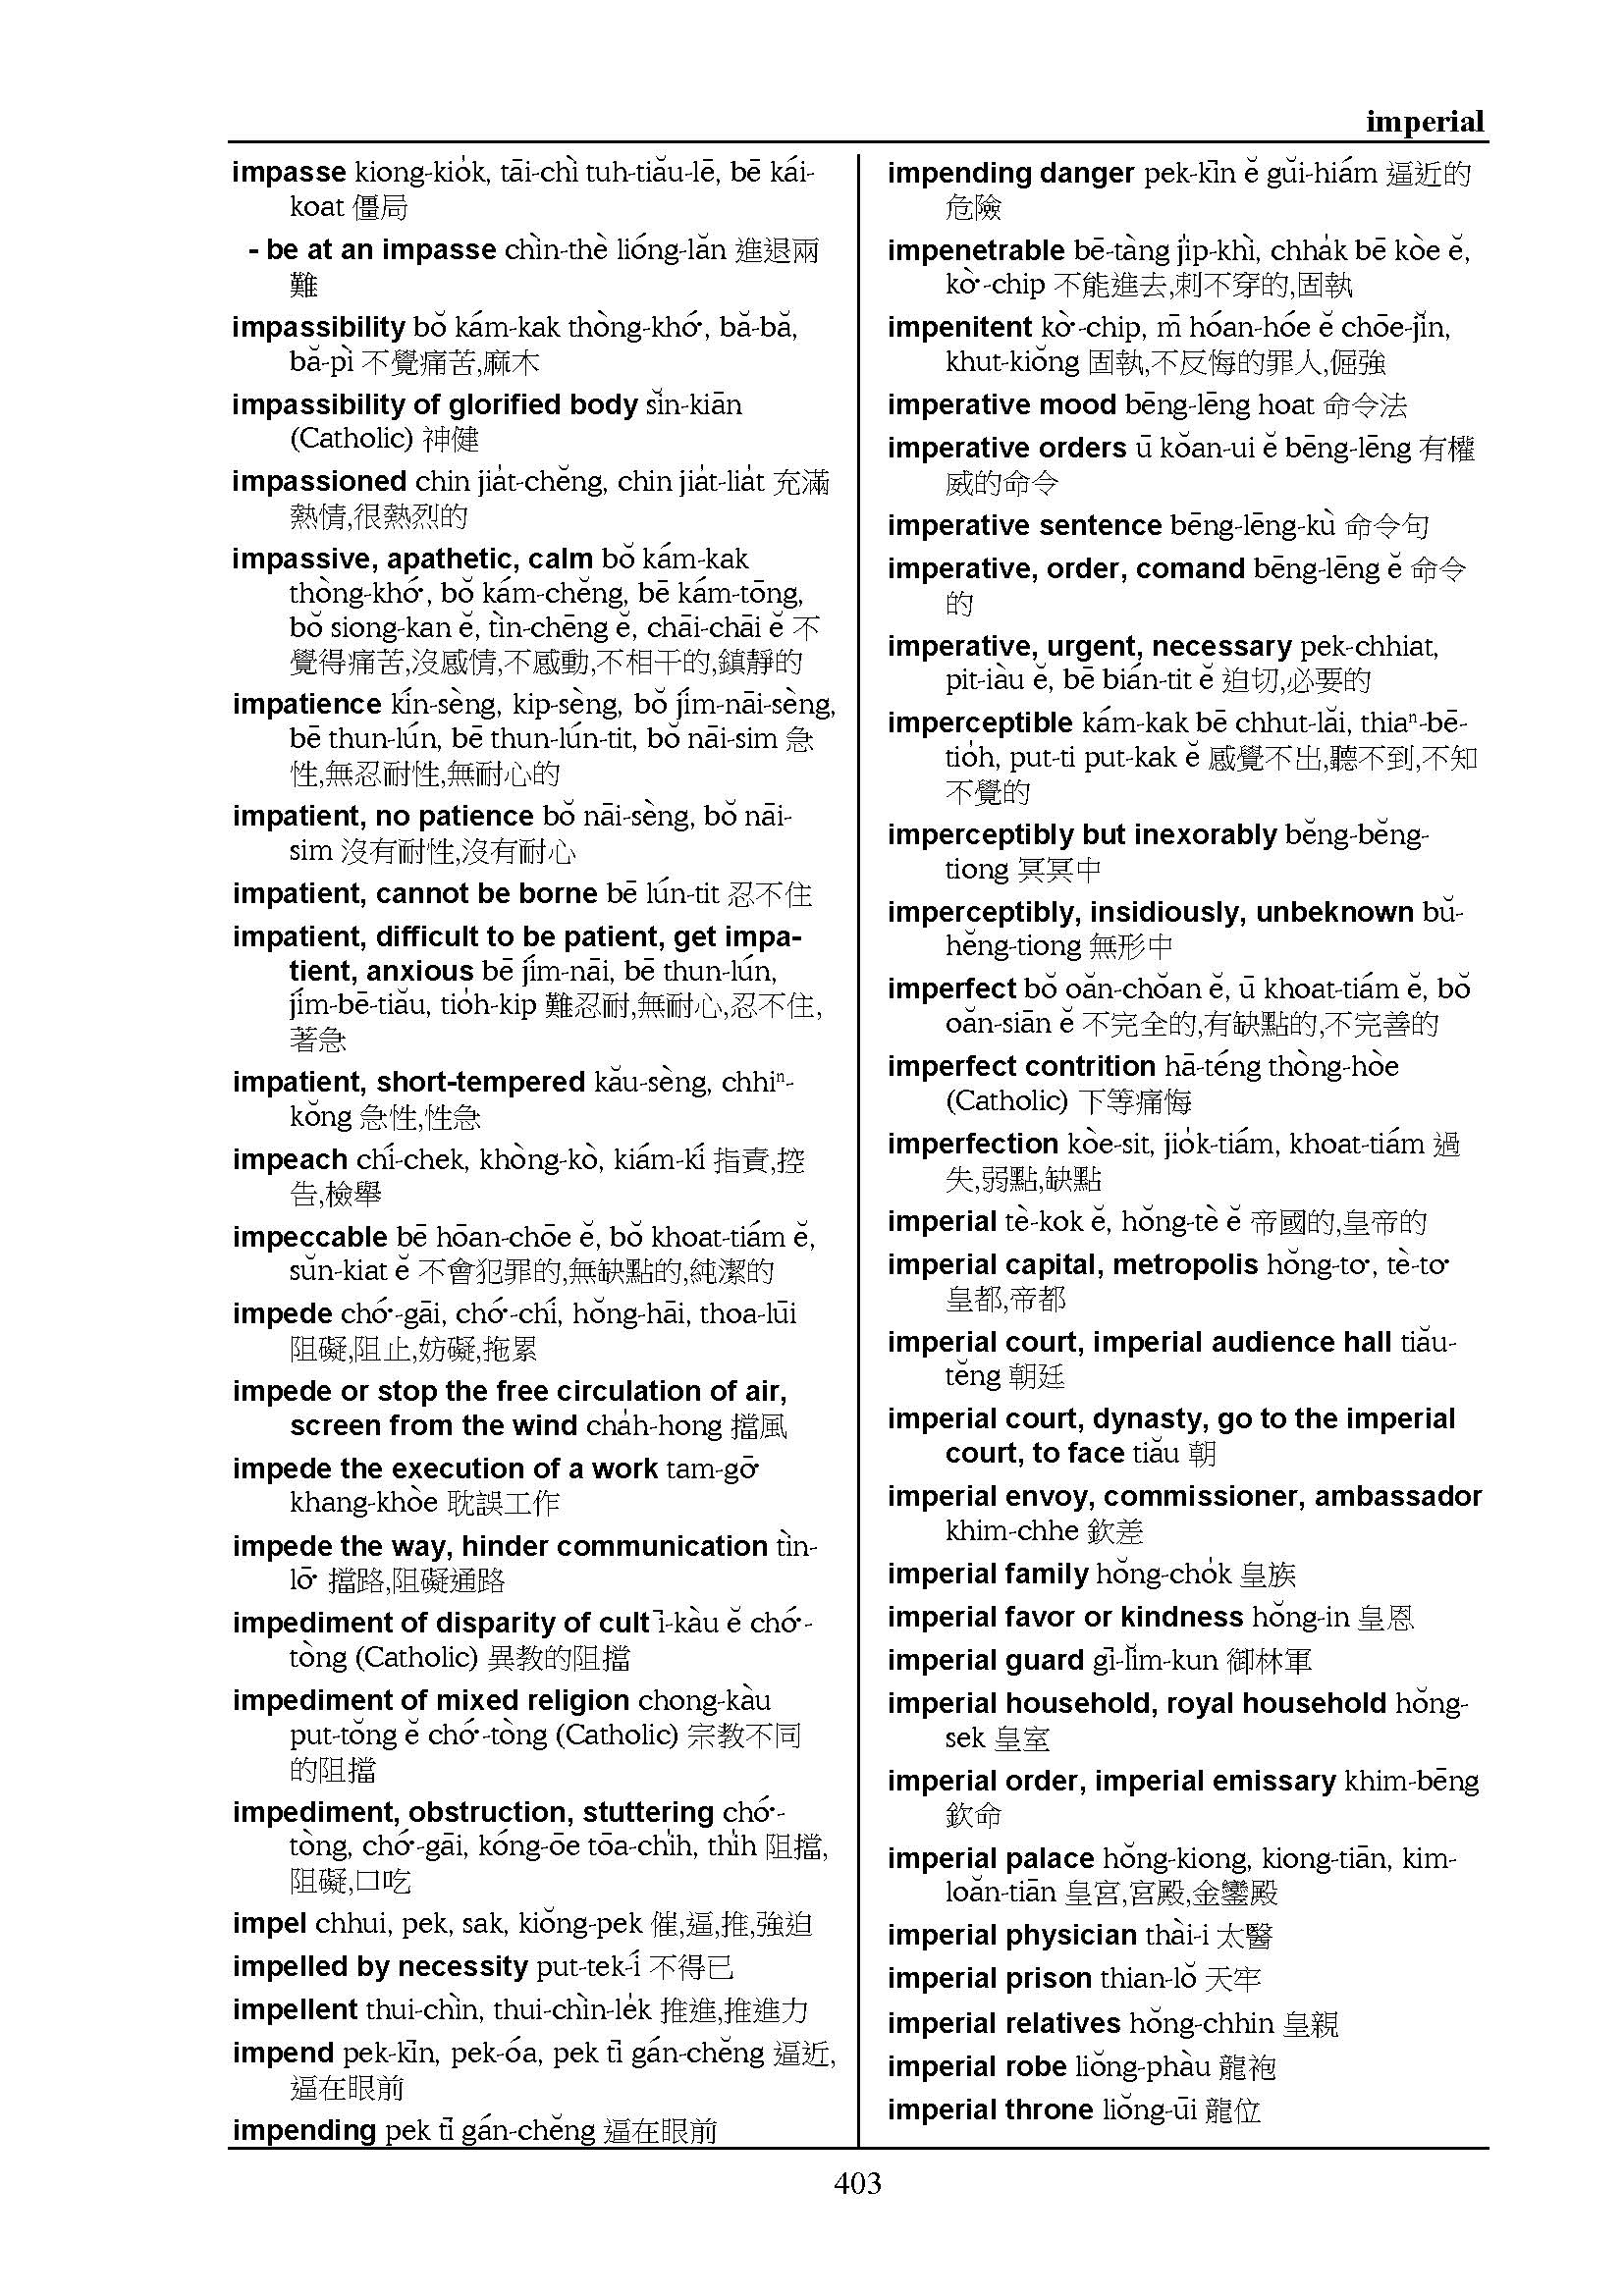 imperial
impasse kiong-kio̍k, tāi-chì tuh-tiău-lē, bē kái-
koat 僵局
- be at an impasse chìn-thè lióng-lăn 進退兩
難
impassibility bŏ kám-kak thòng-khó͘, bă-bă,
bă-pì 不覺痛苦,麻木
impassibility of glorified body sĭn-kiān
(Catholic) 神健
impassioned chin jia̍t-chĕng, chin jia̍t-lia̍t 充滿
熱情,很熱烈的
impassive, apathetic, calm bŏ kám-kak
thòng-khó͘, bŏ kám-chĕng, bē kám-tōng,
bŏ siong-kan ĕ, tìn-chēng ĕ, chāi-chāi ĕ 不
覺得痛苦,沒感情,不感動,不相干的,鎮靜的
impatience kín-sèng, kip-sèng, bŏ jím-nāi-sèng,
bē thun-lún, bē thun-lún-tit, bŏ nāi-sim 急
性,無忍耐性,無耐心的
impatient, no patience bŏ nāi-sèng, bŏ nāi-
sim 沒有耐性,沒有耐心
impatient, cannot be borne bē lún-tit 忍不住
impatient, difficult to be patient, get impa-
tient, anxious bē jím-nāi, bē thun-lún,
jím-bē-tiău, tio̍h-kip 難忍耐,無耐心,忍不住,
著急
impatient, short-tempered kău-sèng, chhiⁿ-
kŏng 急性,性急
impeach chí-chek, khòng-kò, kiám-kí 指責,控
告,檢舉
impeccable bē hōan-chōe ĕ, bŏ khoat-tiám ĕ,
sŭn-kiat ĕ 不會犯罪的,無缺點的,純潔的
impede chó͘-gāi, chó͘-chí, hŏng-hāi, thoa-lūi
阻礙,阻止,妨礙,拖累
impede or stop the free circulation of air,
screen from the wind cha̍h-hong 擋風
impede the execution of a work tam-gō͘
khang-khòe 耽誤工作
impede the way, hinder communication tìn-
lō͘ 擋路,阻礙通路
impediment of disparity of cult ī-kàu ĕ chó͘-
tòng (Catholic) 異教的阻擋
impediment of mixed religion chong-kàu
put-tŏng ĕ chó͘-tòng (Catholic) 宗教不同
的阻擋
impediment, obstruction, stuttering chó͘-
tòng, chó͘-gāi, kóng-ōe tōa-chi̍h, thi̍h 阻擋,
阻礙,口吃
impel chhui, pek, sak, kiŏng-pek 催,逼,推,強迫
impelled by necessity put-tek-í 不得已
impellent thui-chìn, thui-chìn-le̍k 推進,推進力
impend pek-kīn, pek-óa, pek tī gán-chĕng 逼近,
逼在眼前
impending pek tī gán-chĕng 逼在眼前
impending danger pek-kīn ĕ gŭi-hiám 逼近的
危險
impenetrable bē-tàng ji̍p-khì, chha̍k bē kòe ĕ,
kò͘-chip 不能進去,刺不穿的,固執
impenitent kò͘-chip, m̄ hóan-hóe ĕ chōe-jĭn,
khut-kiŏng 固執,不反悔的罪人,倔強
imperative mood bēng-lēng hoat 命令法
imperative orders ū kŏan-ui ĕ bēng-lēng 有權
威的命令
imperative sentence bēng-lēng-kù 命令句
imperative, order, comand bēng-lēng ĕ 命令
的
imperative, urgent, necessary pek-chhiat,
pit-iàu ĕ, bē bián-tit ĕ 迫切,必要的
imperceptible kám-kak bē chhut-lăi, thiaⁿ-bē-
tio̍h, put-ti put-kak ĕ 感覺不出,聽不到,不知
不覺的
imperceptibly but inexorably bĕng-bĕng-
tiong 冥冥中
imperceptibly, insidiously, unbeknown bŭ-
hĕng-tiong 無形中
imperfect bŏ oăn-chŏan ĕ, ū khoat-tiám ĕ, bŏ
oăn-siān ĕ 不完全的,有缺點的,不完善的
imperfect contrition hā-téng thòng-hòe
(Catholic) 下等痛悔
imperfection kòe-sit, jio̍k-tiám, khoat-tiám 過
失,弱點,缺點
imperial tè-kok ĕ, hŏng-tè ĕ 帝國的,皇帝的
imperial capital, metropolis hŏng-to͘, tè-to͘
皇都,帝都
imperial court, imperial audience hall tiău-
tĕng 朝廷
imperial court, dynasty, go to the imperial
court, to face tiău 朝
imperial envoy, commissioner, ambassador
khim-chhe 欽差
imperial family hŏng-cho̍k 皇族
imperial favor or kindness hŏng-in 皇恩
imperial guard gī-lĭm-kun 御林軍
imperial household, royal household hŏng-
sek 皇室
imperial order, imperial emissary khim-bēng
欽命
imperial palace hŏng-kiong, kiong-tiān, kim-
loăn-tiān 皇宮,宮殿,金鑾殿
imperial physician thài-i 太醫
imperial prison thian-lŏ 天牢
imperial relatives hŏng-chhin 皇親
imperial robe liŏng-phàu 龍袍
imperial throne liŏng-ūi 龍位
403